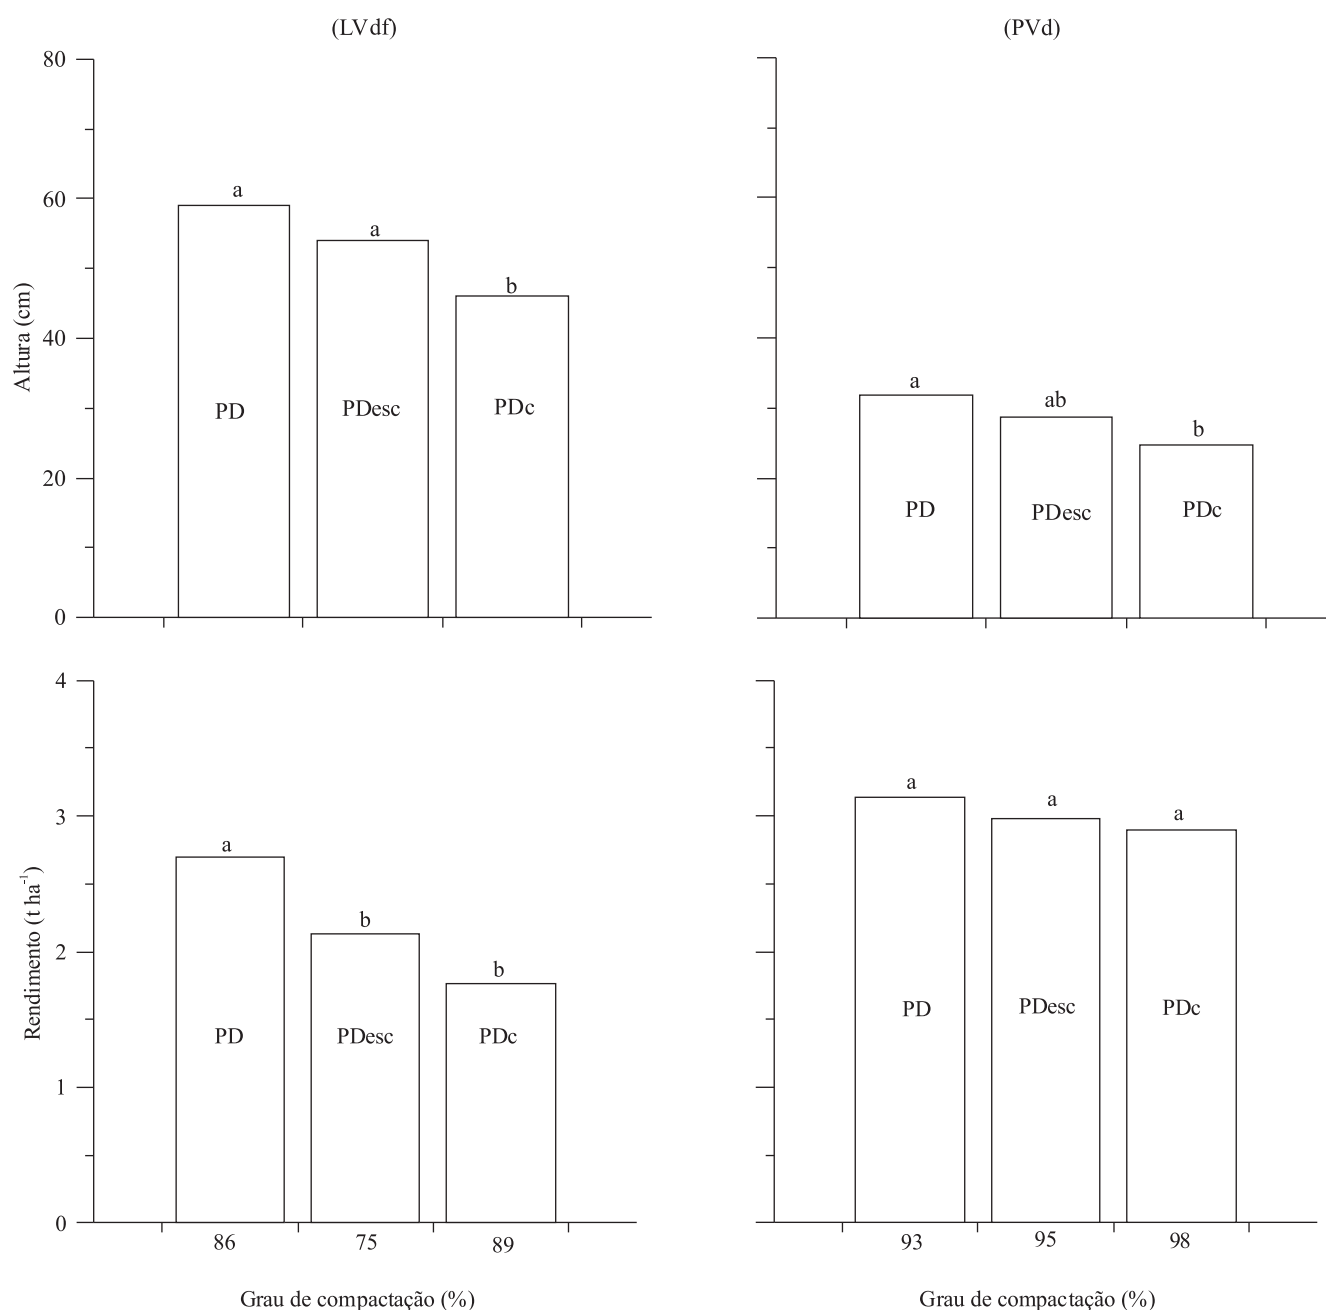 (LVdf)
(PVd)
80
60
40
20
0
Altura (cm)
a
a
b
PD
PDesc
PDc
a
ab
b
PD
PDesc
PDc
4
3
2
1
0
Rendimento (t ha⁻¹)
a
b
b
PD
PDesc
PDc
86
75
89
Grau de compactação (%)
a
a
a
PD
PDesc
PDc
93
95
98
Grau de compactação (%)